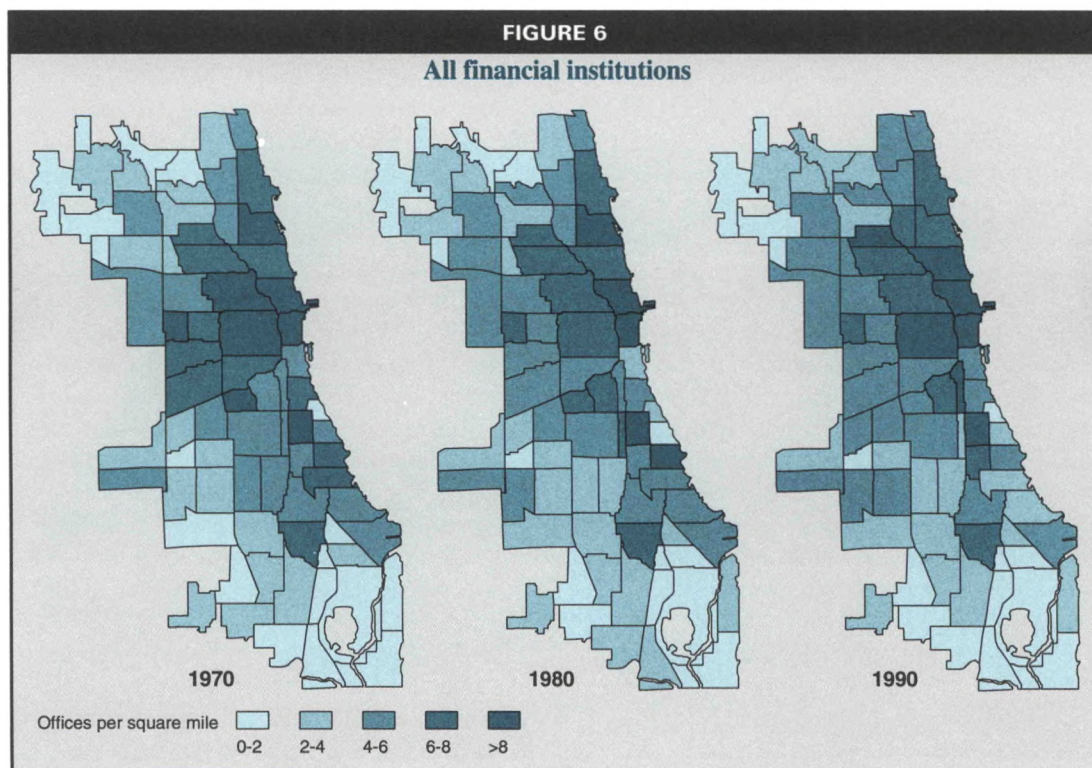 FIGURE 6
All financial institutions
1970 1980 1990
Offices per square mile
0-2 2-4 4-6 6-8 >8